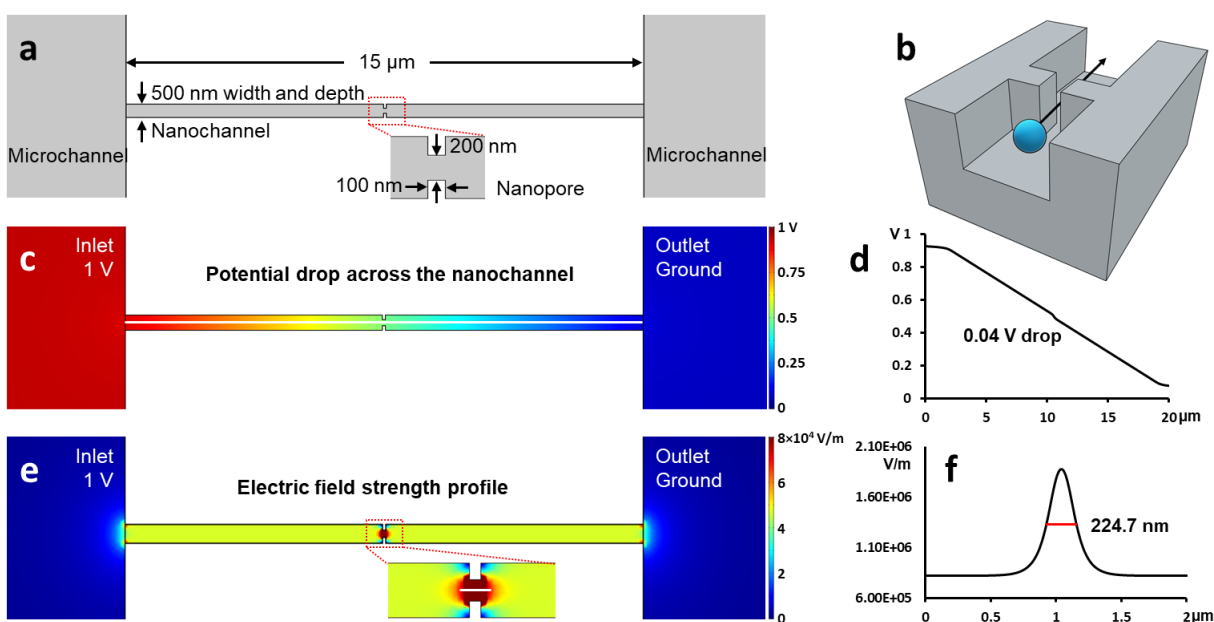 a
15 µm
500 nm width and depth
Nanochannel
Microchannel
200 nm
100 nm
Nanopore
Microchannel
b
c
Inlet
1 V
Potential drop across the nanochannel
Outlet
Ground
1 V
0.75
0.5
0.25
0
d
V 1
0.8
0.6
0.4
0.2
0
0.04 V drop
0 5 10 15 20 µm
e
Inlet
1 V
Electric field strength profile
Outlet
Ground
8×10⁴ V/m
6
4
2
0
f
2.10E+06
V/m
1.60E+06
1.10E+06
6.00E+05
224.7 nm
0 0.5 1 1.5 2 µm